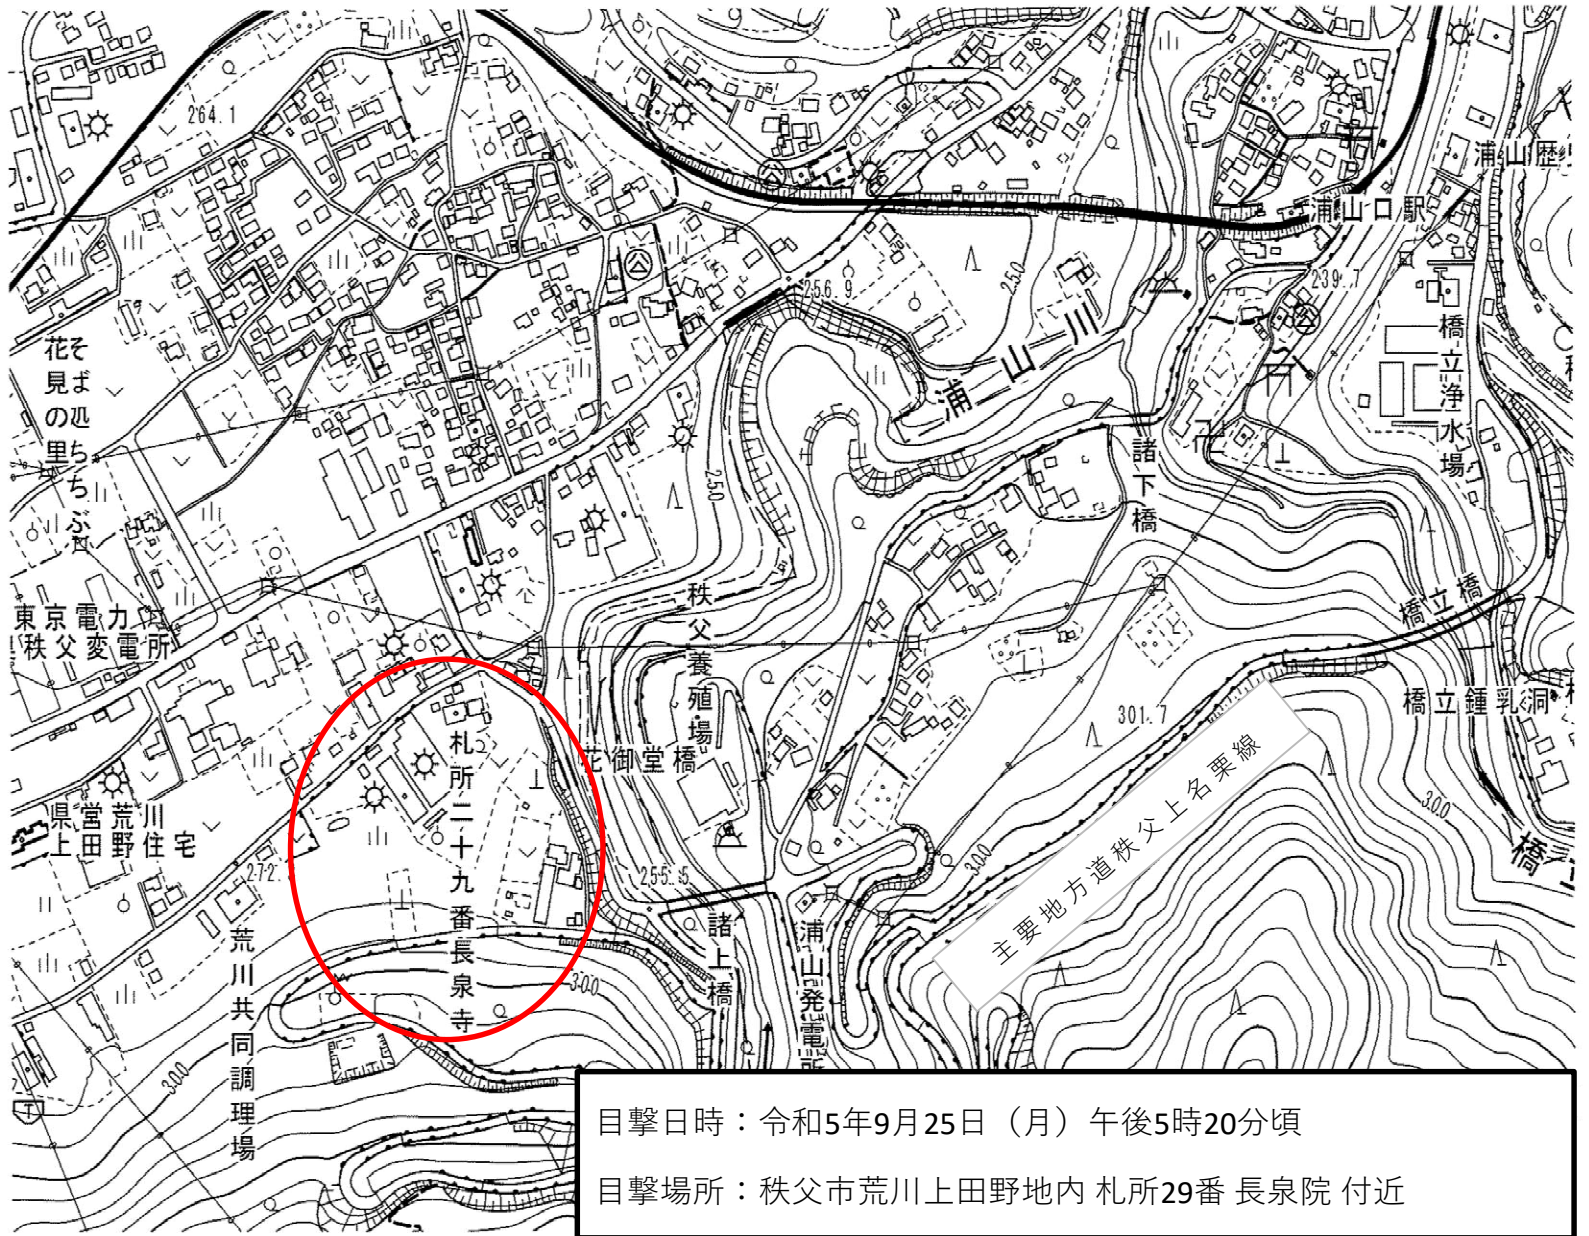 264.1
浦山歴史
浦山口駅
239.7
256.9
250
浦山川
橋立浄水場
そば処ちちぶ
花見の里
250
諸下橋
秩父養殖場
橋立橋
東京電力
秩父変電所
橋立鍾乳洞
301.7
主要地方道秩父上名栗線
札所二十九番長泉寺
花御堂橋
県営荒川
上田野住宅
300
272.
255.5
300
荒川共同調理場
諸上橋
浦山発電所
300
300
目撃日時：令和5年9月25日（月）午後5時20分頃
目撃場所：秩父市荒川上田野地内 札所29番 長泉院 付近